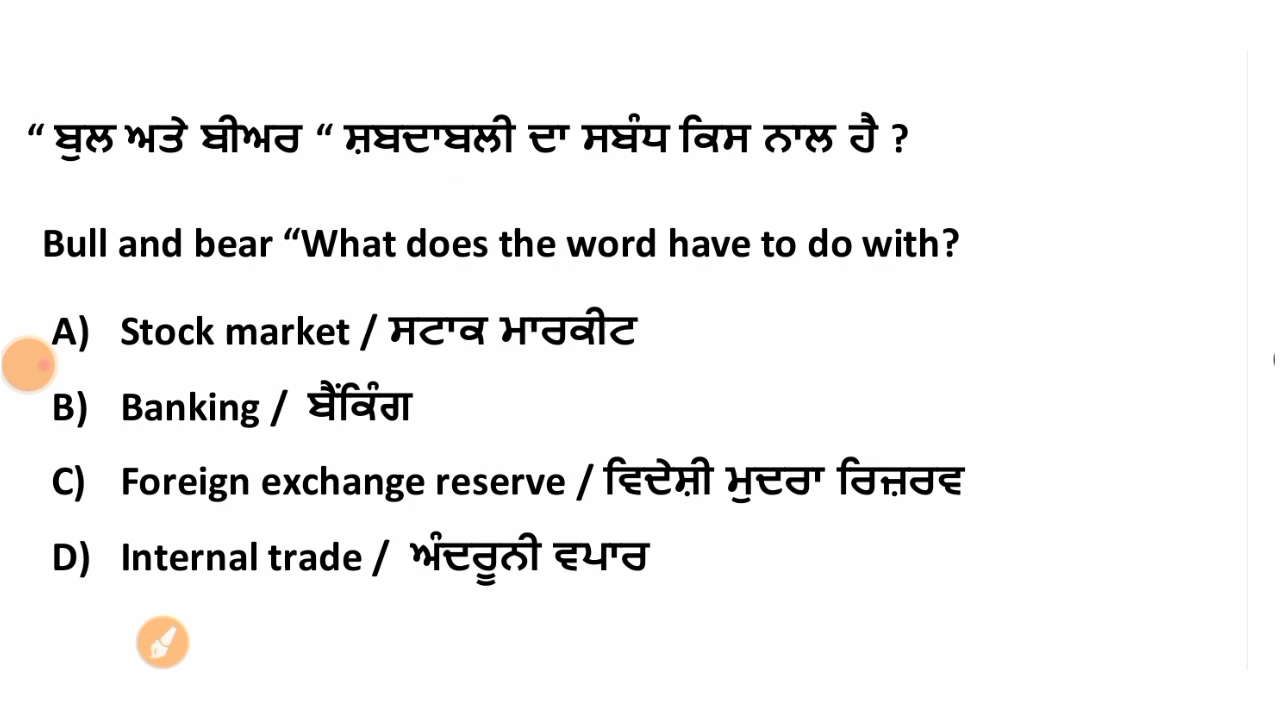 “ ਬੁਲ ਅਤੇ ਬੀਅਰ “ ਸ਼ਬਦਾਬਲੀ ਦਾ ਸਬੰਧ ਕਿਸ ਨਾਲ ਹੈ ?
Bull and bear “What does the word have to do with?
A) Stock market / ਸਟਾਕ ਮਾਰਕੀਟ
B) Banking / ਬੈਂਕਿੰਗ
C) Foreign exchange reserve / ਵਿਦੇਸ਼ੀ ਮੁਦਰਾ ਰਿਜ਼ਰਵ
D) Internal trade / ਅੰਦਰੂਨੀ ਵਪਾਰ